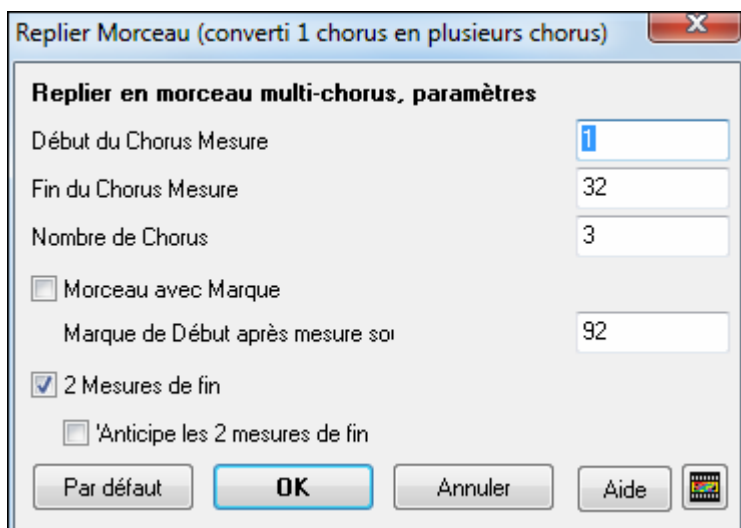 Replier Morceau (converti 1 chorus en plusieurs chorus)
Replier en morceau multi-chorus, paramètres
Début du Chorus Mesure 1
Fin du Chorus Mesure 32
Nombre de Chorus 3
Morceau avec Marque
Marque de Début après mesure sou 92
2 Mesures de fin
'Anticipe les 2 mesures de fin
Par défaut OK Annuler Aide